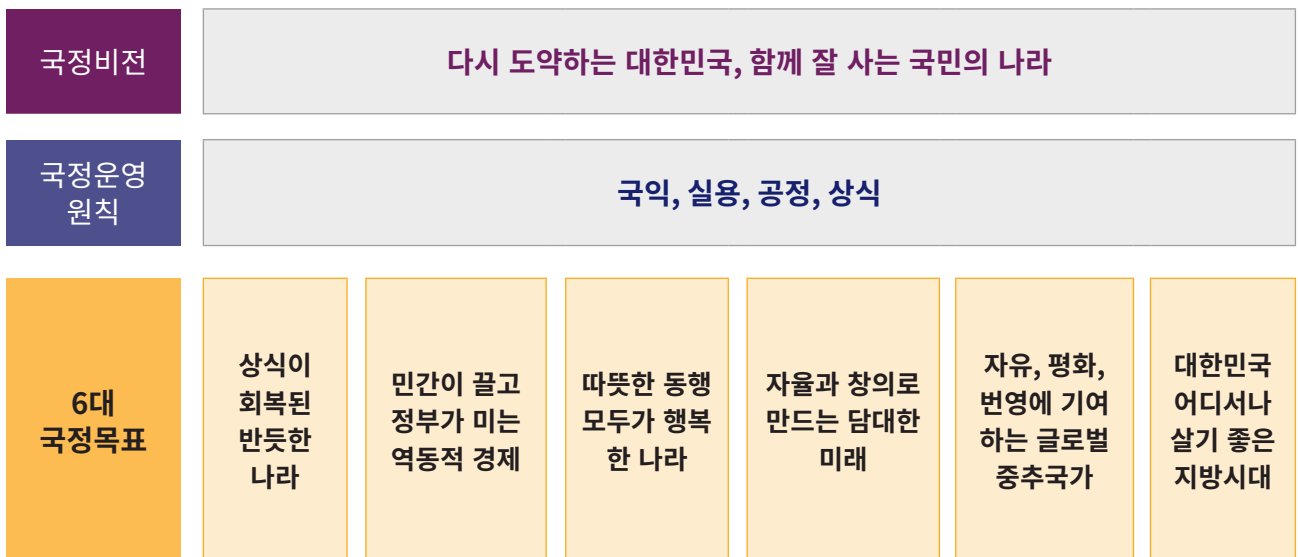 국정비전
다시 도약하는 대한민국, 함께 잘 사는 국민의 나라
국정운영
원칙
국익, 실용, 공정, 상식
6대
국정목표
상식이
회복된
반듯한
나라
민간이 끌고
정부가 미는
역동적 경제
따뜻한 동행
모두가 행복
한 나라
자율과 창의로
만드는 담대한
미래
자유, 평화,
번영에 기여
하는 글로벌
중추국가
대한민국
어디서나
살기 좋은
지방시대